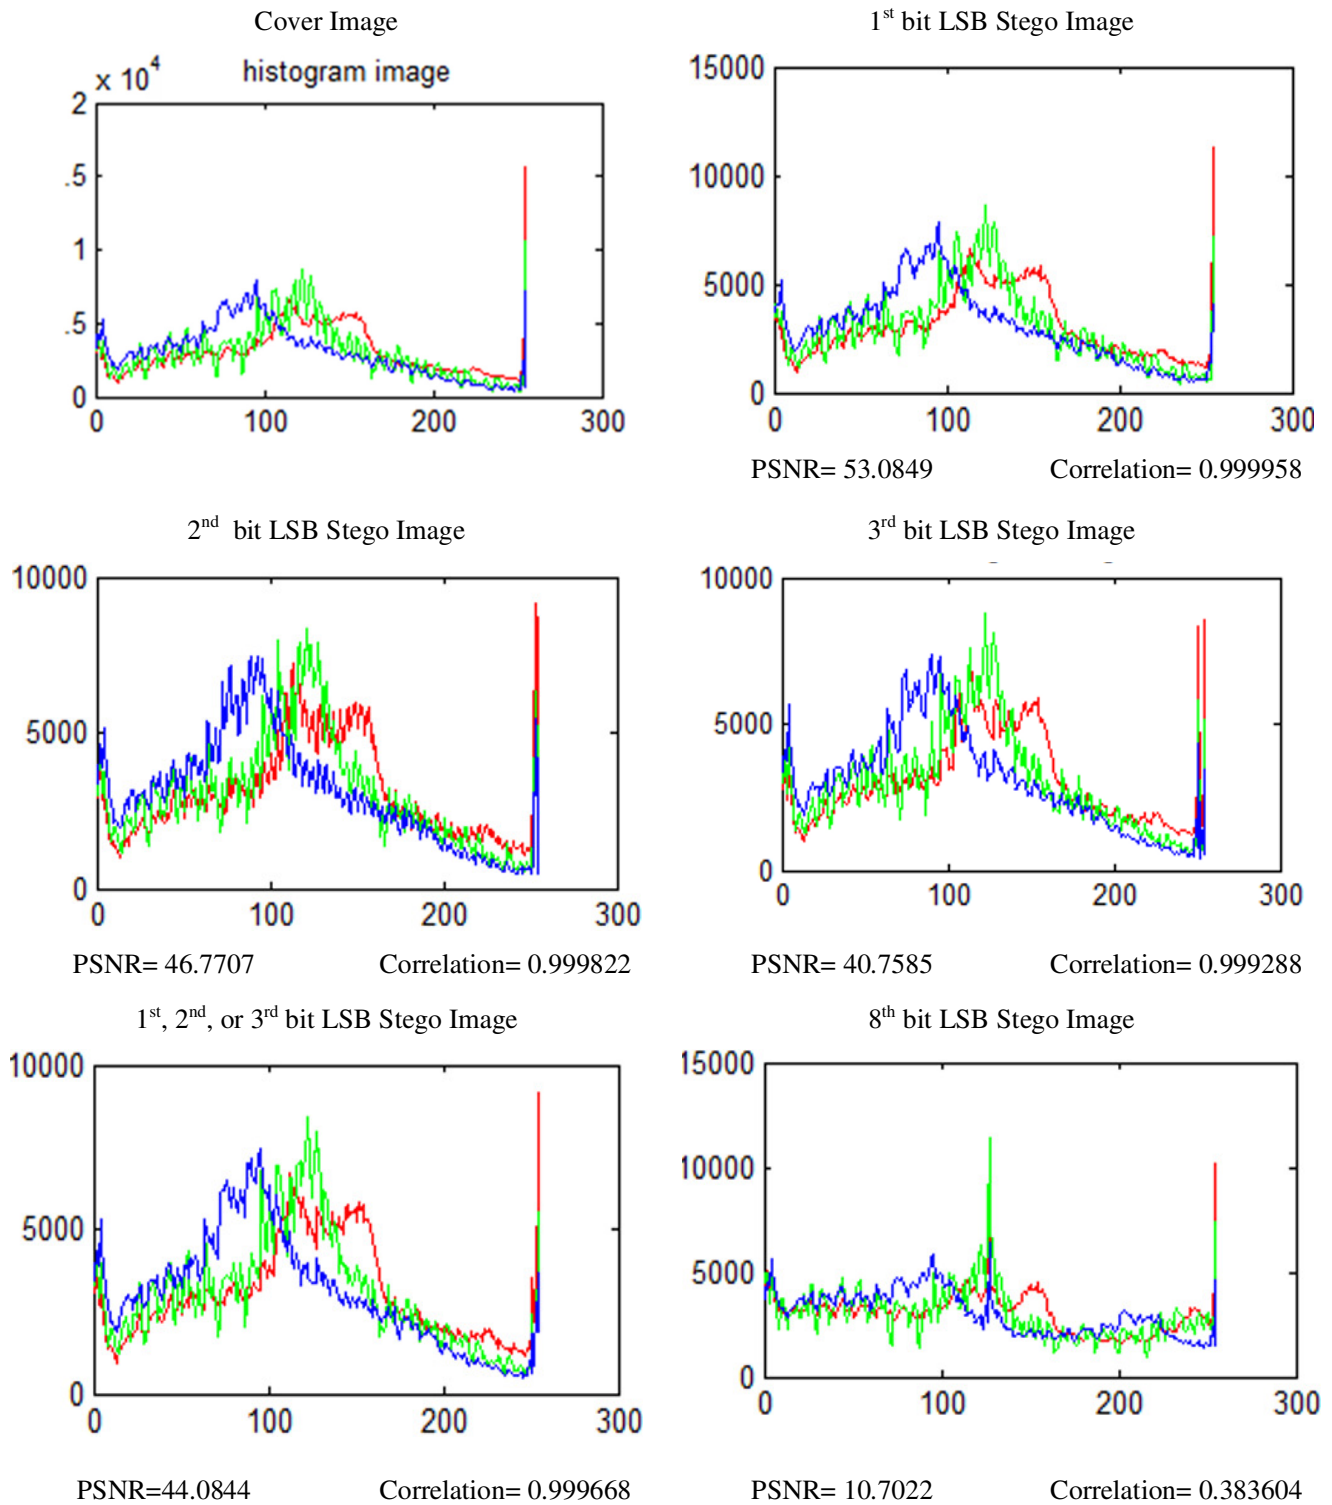 Cover Image
1st bit LSB Stego Image
x 10^4
histogram image
2
.5
1
.5
0
0 100 200 300
15000
10000
5000
0
0 100 200 300
PSNR= 53.0849 Correlation= 0.999958
2nd bit LSB Stego Image
3rd bit LSB Stego Image
10000
5000
0
0 100 200 300
10000
5000
0
0 100 200 300
PSNR= 46.7707 Correlation= 0.999822
PSNR= 40.7585 Correlation= 0.999288
1st, 2nd, or 3rd bit LSB Stego Image
8th bit LSB Stego Image
10000
5000
0
0 100 200 300
15000
10000
5000
0
0 100 200 300
PSNR=44.0844 Correlation= 0.999668
PSNR= 10.7022 Correlation= 0.383604